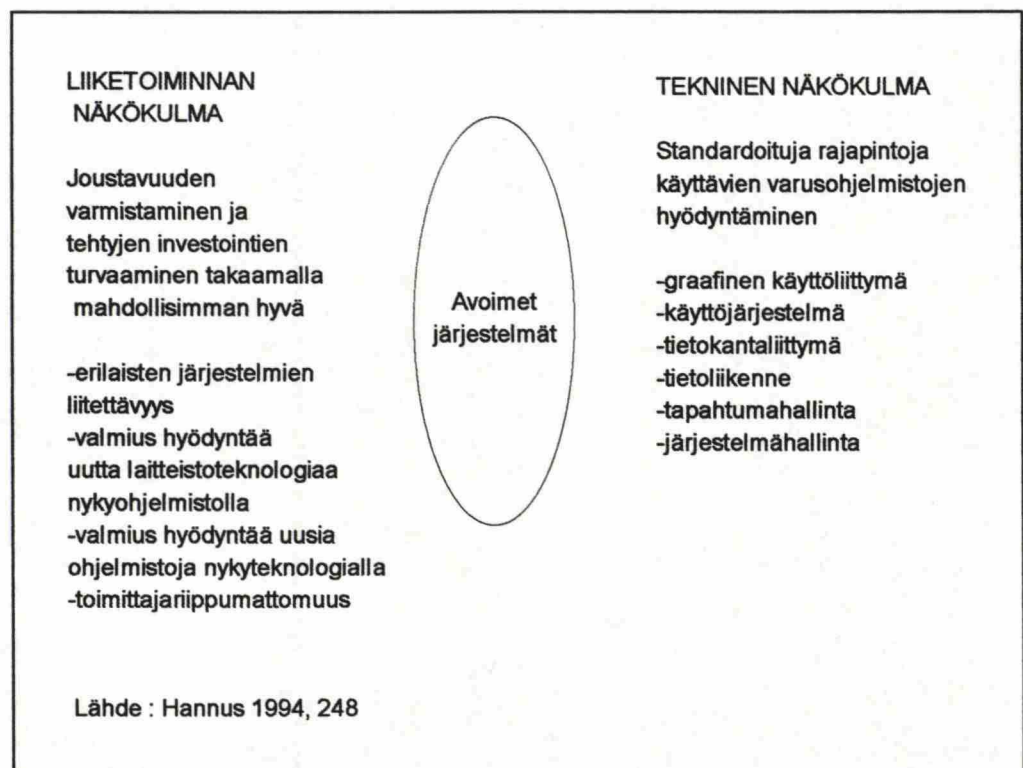 LIIKETOIMINNAN
NÄKÖKULMA
Joustavuuden
varmistaminen ja
tehtyjen investointien
turvaaminen takaamalla
mahdollisimman hyvä
-erilaisten järjestelmien
liitettävyys
-valmius hyödyntää
uutta laitteistoteknologiaa
nykyohjelmistolla
-valmius hyödyntää uusia
ohjelmistoja nykyteknologialla
-toimittajariippumattomuus
Avoimet
järjestelmät
TEKNINEN NÄKÖKULMA
Standardoituja rajapintoja
käyttävien varusohjelmistojen
hyödyntäminen
-graafinen käyttöliittymä
-käyttöjärjestelmä
-tietokantaliittymä
-tietoliikenne
-tapahtumahallinta
-järjestelmähallinta
Lähde : Hannus 1994, 248